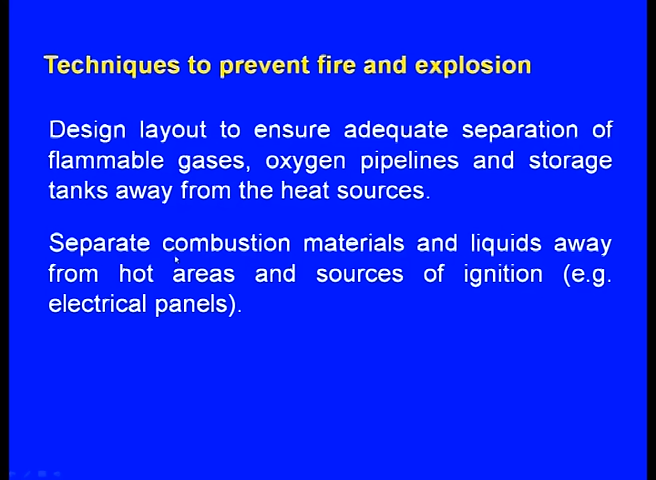 Techniques to prevent fire and explosion
Design layout to ensure adequate separation of
flammable gases, oxygen pipelines and storage
tanks away from the heat sources.
Separate combustion materials and liquids away
from hot areas and sources of ignition (e.g.
electrical panels).